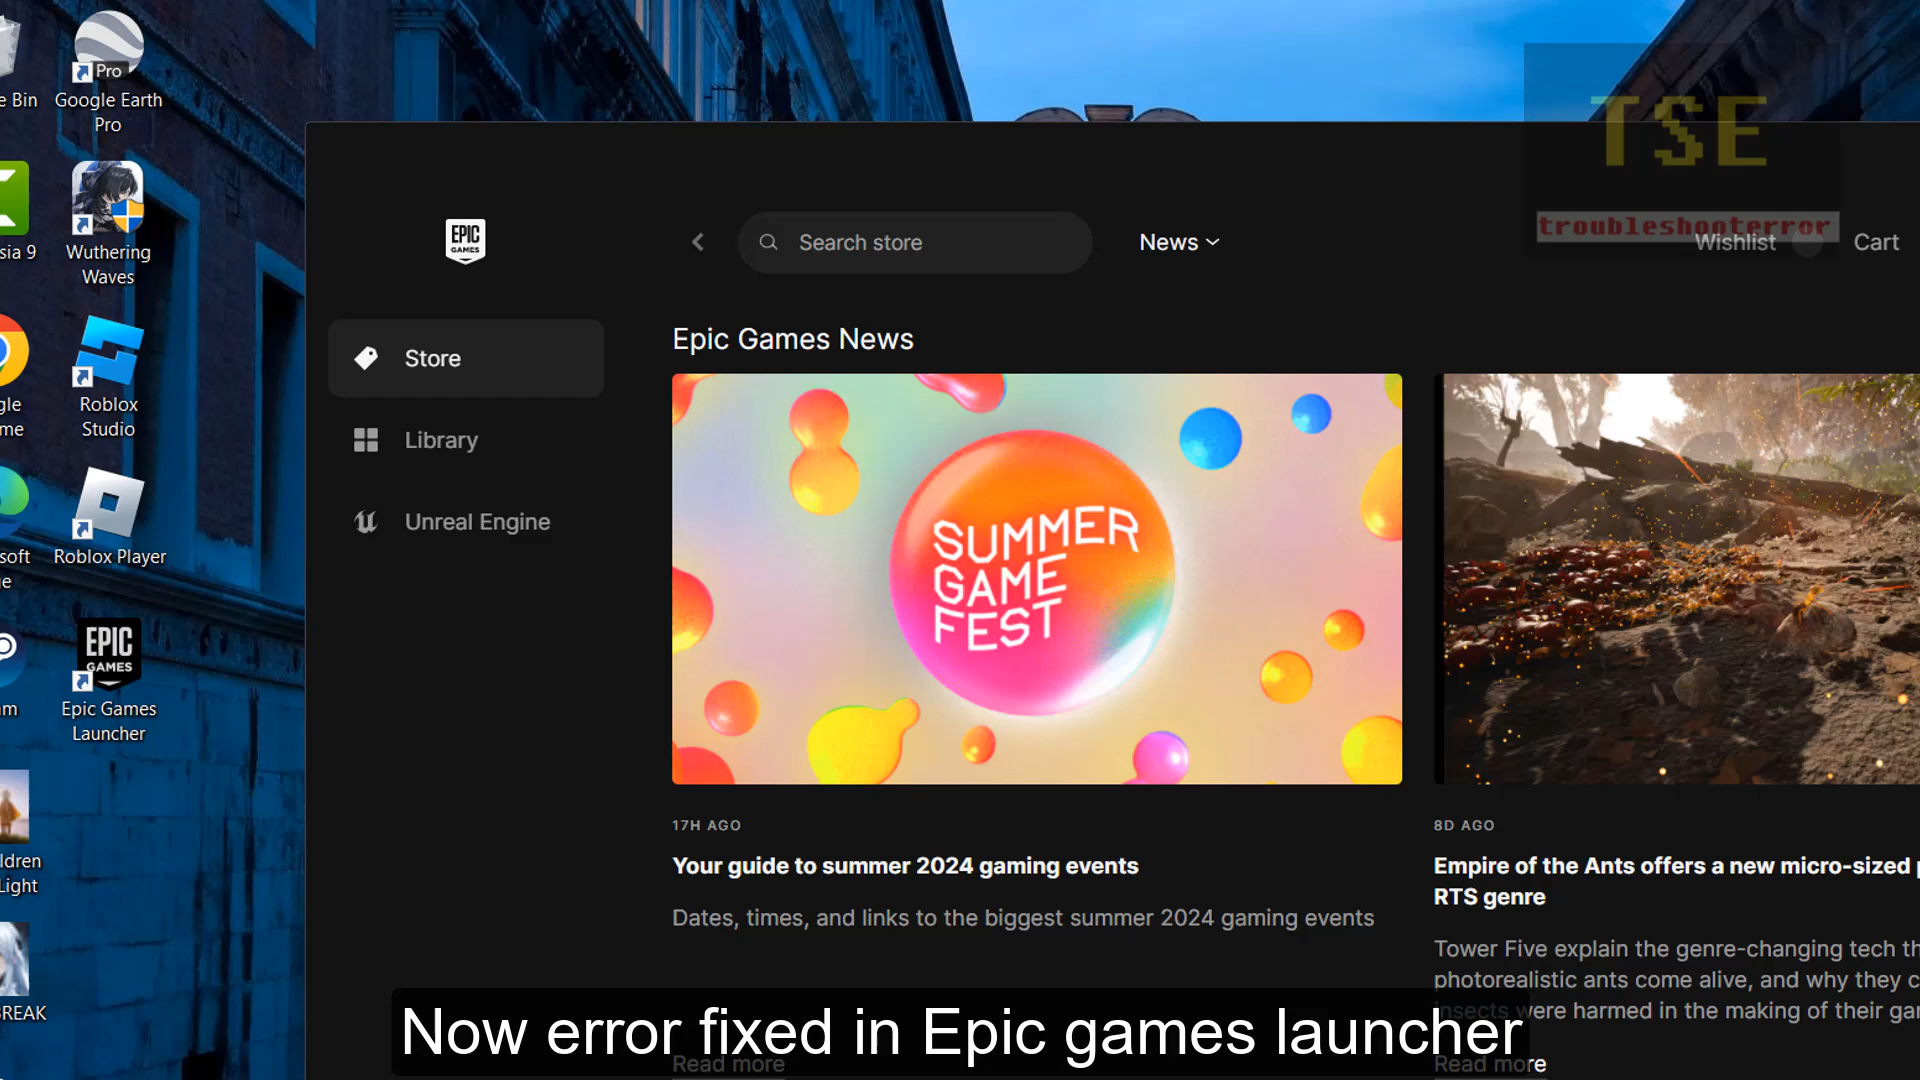 e Bin
Pro
Google Earth
Pro
sia 9
Wuthering
Waves
gle
me
Roblox
Studio
soft
e
Roblox Player
am
EPIC
GAMES
Epic Games
Launcher
ldren
Light
BREAK
TSE
troubleshooterror
EPIC
GAMES
Search store
News
Wishlist
Cart
Store
Library
Unreal Engine
Epic Games News
SUMMER
GAME
FEST
17H AGO
Your guide to summer 2024 gaming events
Dates, times, and links to the biggest summer 2024 gaming events
Read more
8D AGO
Empire of the Ants offers a new micro-sized p
RTS genre
Tower Five explain the genre-changing tech th
photorealistic ants come alive, and why they c
insects were harmed in the making of their gam
Read more
Now error fixed in Epic games launcher